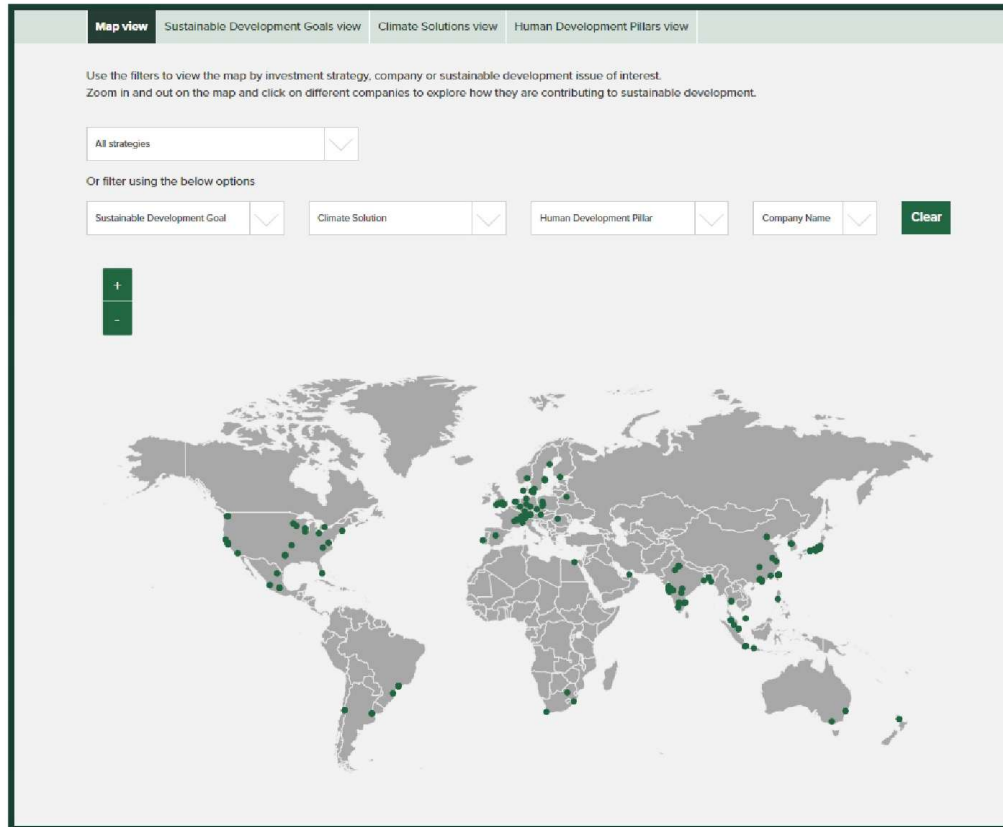 Map view
Sustainable Development Goals view
Climate Solutions view
Human Development Pillars view
Use the filters to view the map by investment strategy, company or sustainable development issue of interest.
Zoom in and out on the map and click on different companies to explore how they are contributing to sustainable development.
All strategies
Or filter using the below options
Sustainable Development Goal
Climate Solution
Human Development Pillar
Company Name
Clear
+
-